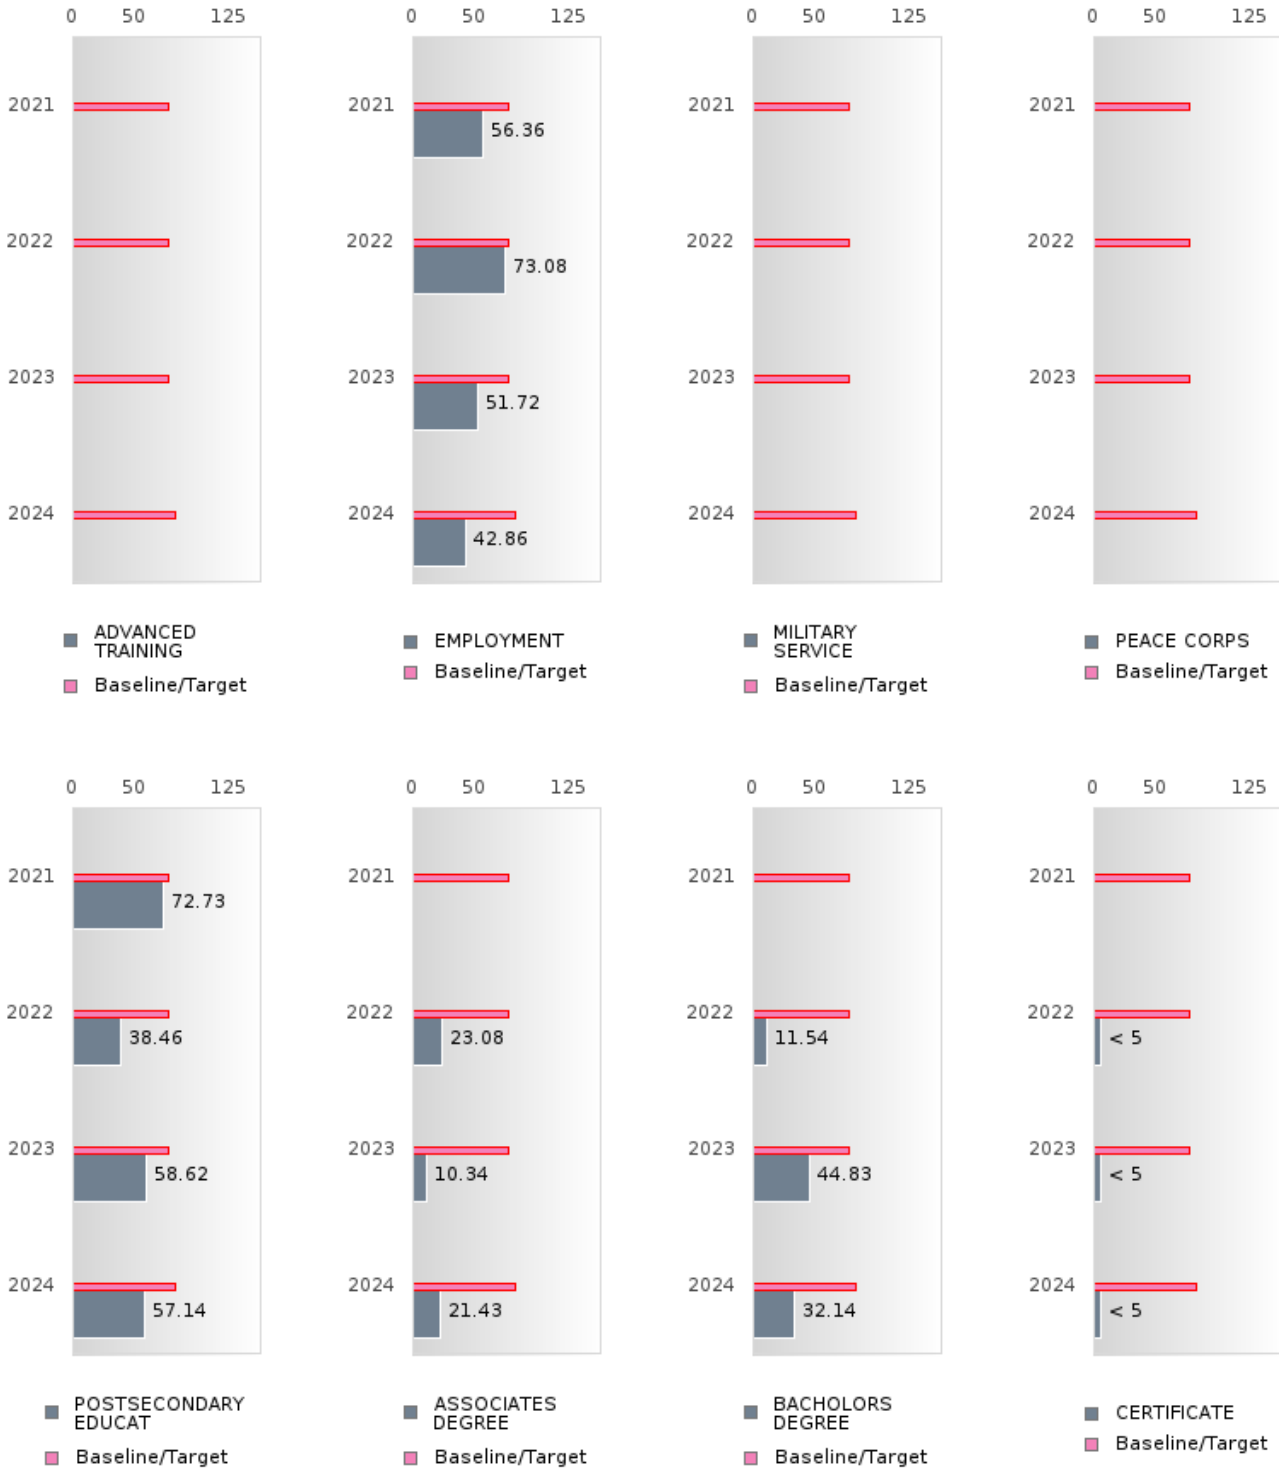 0 50 125
2021
2022
2023
2024
ADVANCED
TRAINING
Baseline/Target
0 50 125
2021
56.36
2022
73.08
2023
51.72
2024
42.86
EMPLOYMENT
Baseline/Target
0 50 125
2021
2022
2023
2024
MILITARY
SERVICE
Baseline/Target
0 50 125
2021
2022
2023
2024
PEACE CORPS
Baseline/Target
0 50 125
2021
72.73
2022
38.46
2023
58.62
2024
57.14
POSTSECONDARY
EDUCAT
Baseline/Target
0 50 125
2021
2022
23.08
2023
10.34
2024
21.43
ASSOCIATES
DEGREE
Baseline/Target
0 50 125
2021
2022
11.54
2023
44.83
2024
32.14
BACHOLORS
DEGREE
Baseline/Target
0 50 125
2021
2022
< 5
2023
< 5
2024
< 5
CERTIFICATE
Baseline/Target